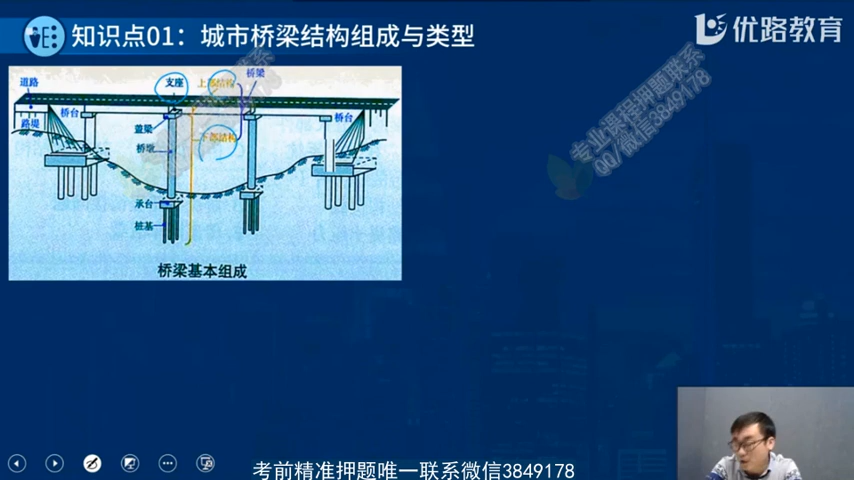 知识点01：城市桥梁结构组成与类型
优路教育
道路
支座
上部结构
桥梁
桥台
路堤
盖梁
桥墩
下部结构
桥台
承台
桩基
桥梁基本组成
专业课程押题联系
QQ/微信3849178
考前精准押题唯一联系微信3849178